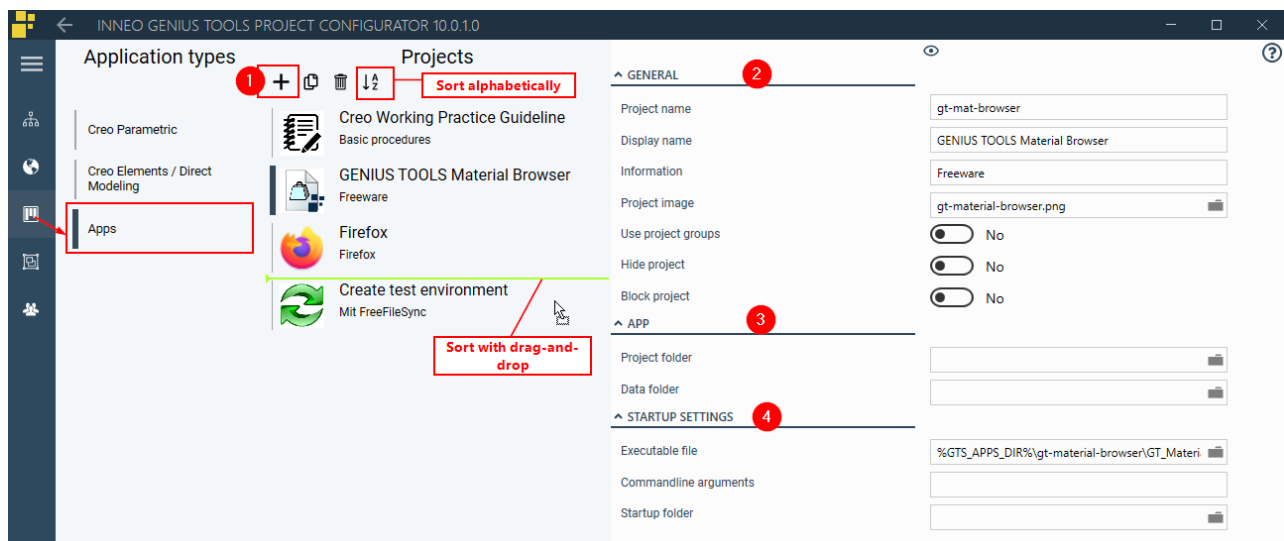 INNEO GENIUS TOOLS PROJECT CONFIGURATOR 10.0.1.0
Application types
Projects
1
Sort alphabetically
Creo Parametric
Creo Elements / Direct
Modeling
Apps
Creo Working Practice Guideline
Basic procedures
GENIUS TOOLS Material Browser
Freeware
Firefox
Firefox
Create test environment
Mit FreeFileSync
Sort with drag-and-
drop
GENERAL 2
Project name gt-mat-browser
Display name GENIUS TOOLS Material Browser
Information Freeware
Project image gt-material-browser.png
Use project groups No
Hide project No
Block project No
APP 3
Project folder
Data folder
STARTUP SETTINGS 4
Executable file %GTS_APPS_DIR%\gt-material-browser\GT_Materi
Commandline arguments
Startup folder